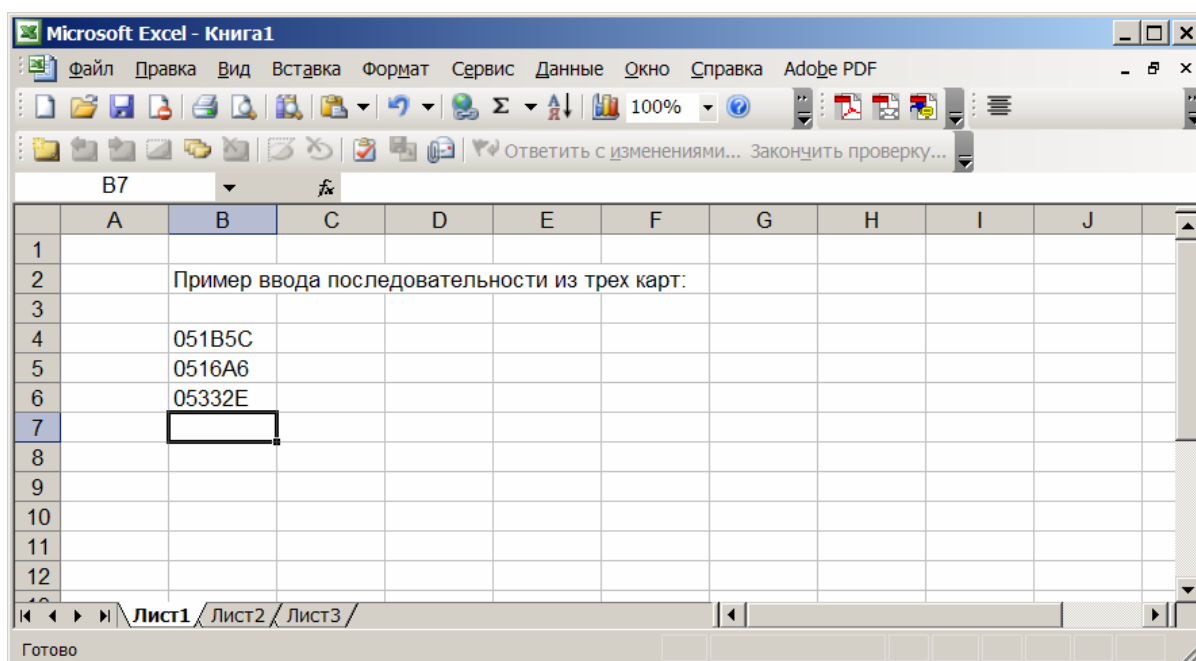 Microsoft Excel - Книга1
Файл Правка Вид Вставка Формат Сервис Данные Окно Справка Adobe PDF
100%
Ответить с изменениями... Закончить проверку...
B7 fx
A B C D E F G H I J
1
2 Пример ввода последовательности из трех карт:
3
4 051B5C
5 0516A6
6 05332E
7
8
9
10
11
12
Лист1 Лист2 Лист3
Готово